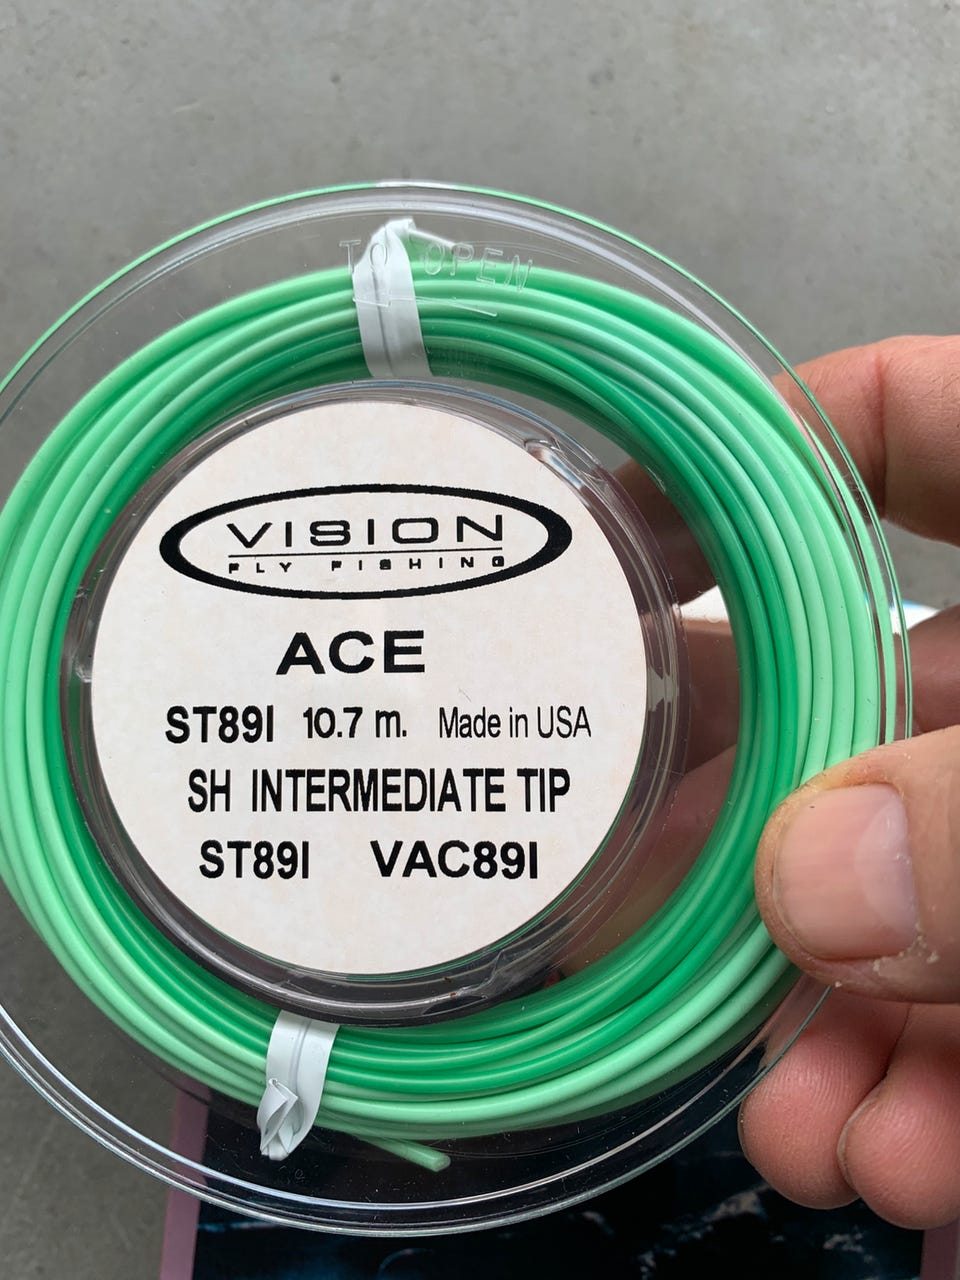 TO OPEN
VISION
FLY FISHING
ACE
ST89I 10.7 m. Made in USA
SH INTERMEDIATE TIP
ST89I VAC89I